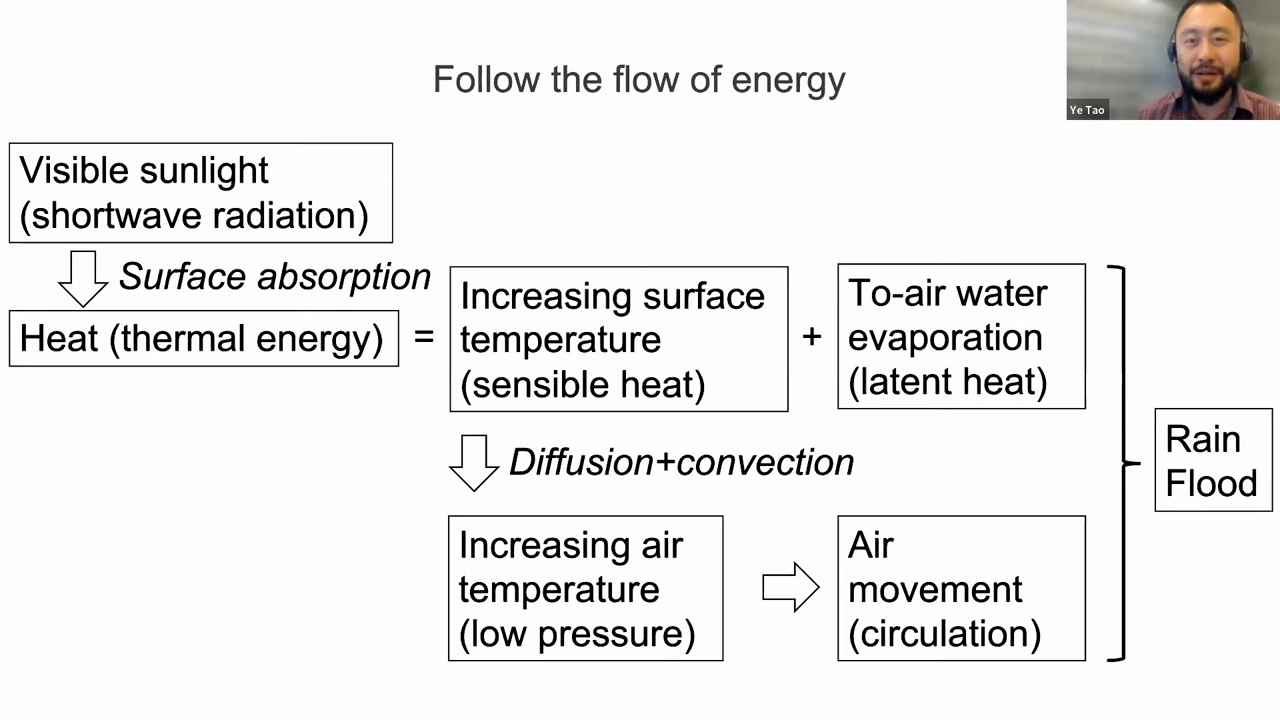 Follow the flow of energy
Ye Tao
Visible sunlight
(shortwave radiation)
Surface absorption
Heat (thermal energy)
=
Increasing surface
temperature
(sensible heat)
+
To-air water
evaporation
(latent heat)
Diffusion+convection
Increasing air
temperature
(low pressure)
Air
movement
(circulation)
Rain
Flood